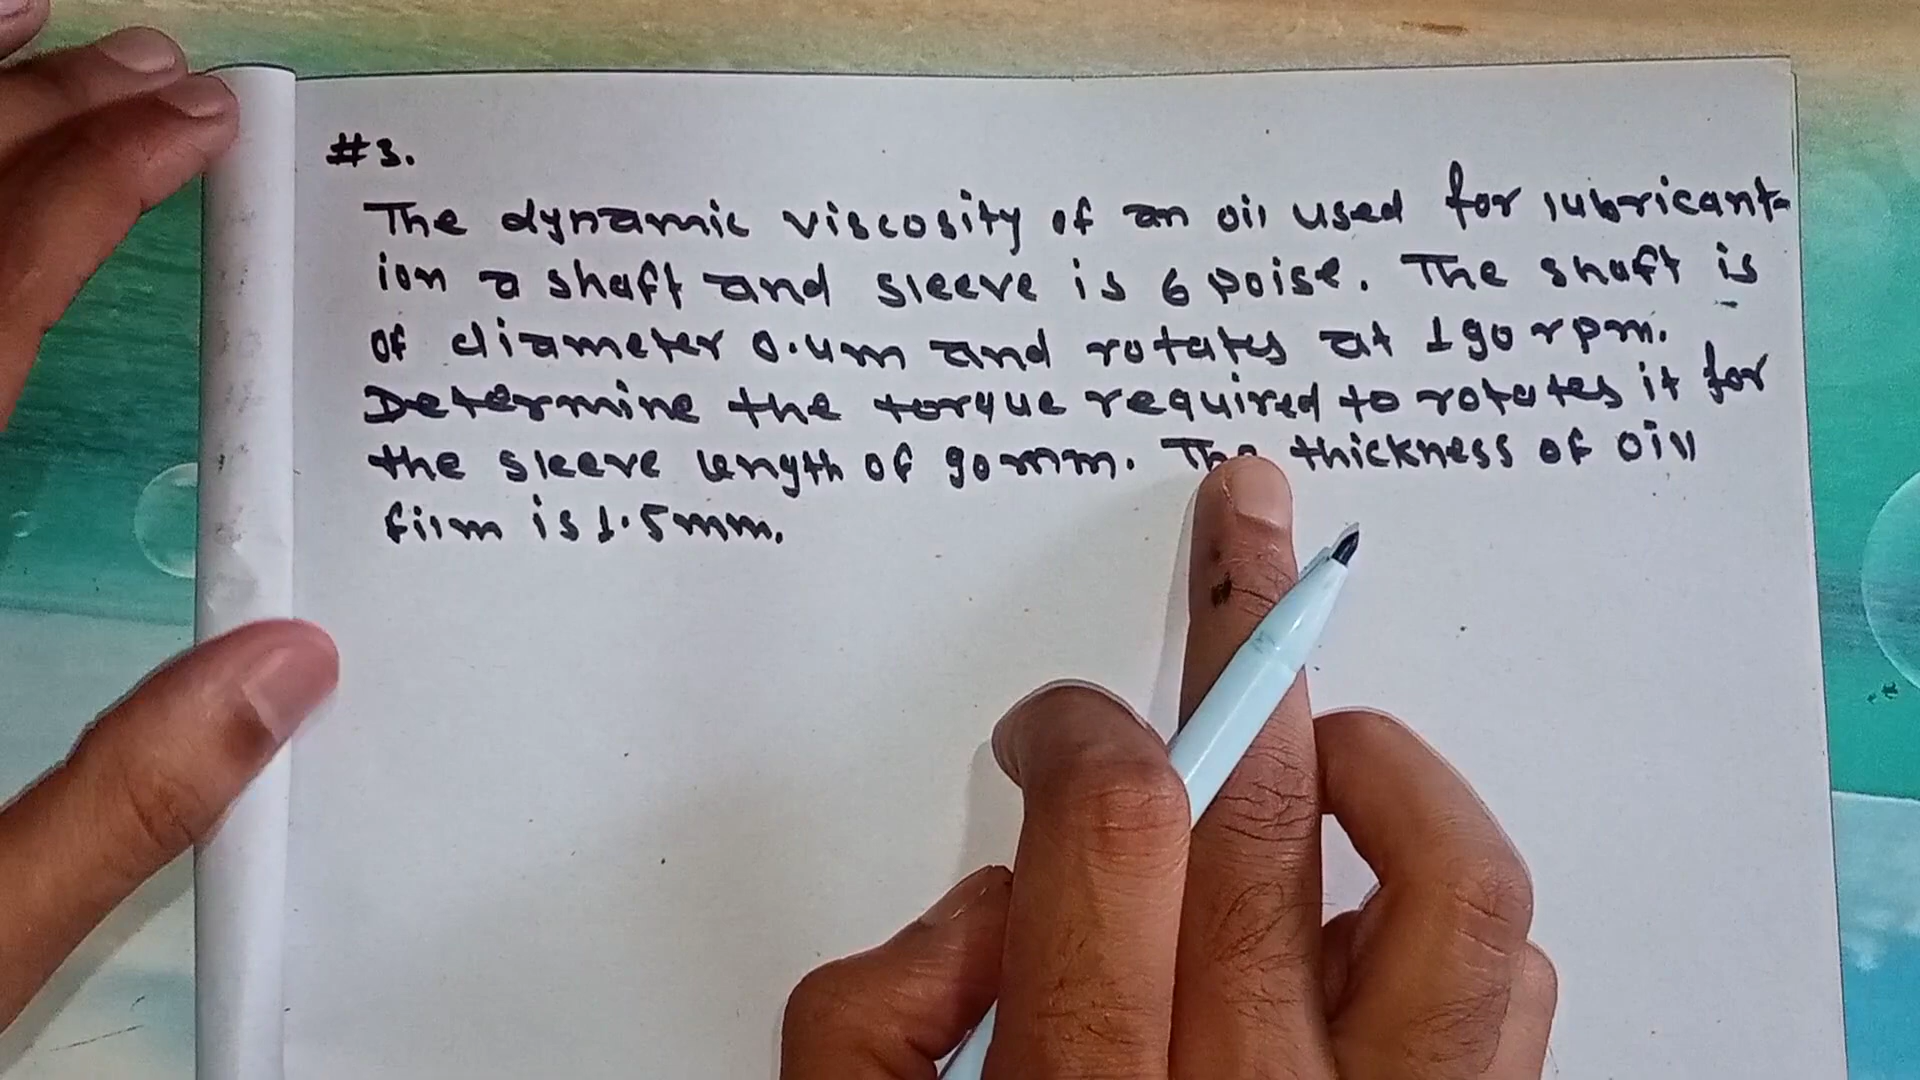 #3.
The dynamic viscosity of an oil used for lubricant-
ion a shaft and sleeve is 6 poise. The shaft is
of diameter 0.4m and rotates at 190 rpm.
Determine the torque required to rotates it for
the sleeve length of 90mm. The thickness of oil
film is 1.5mm.